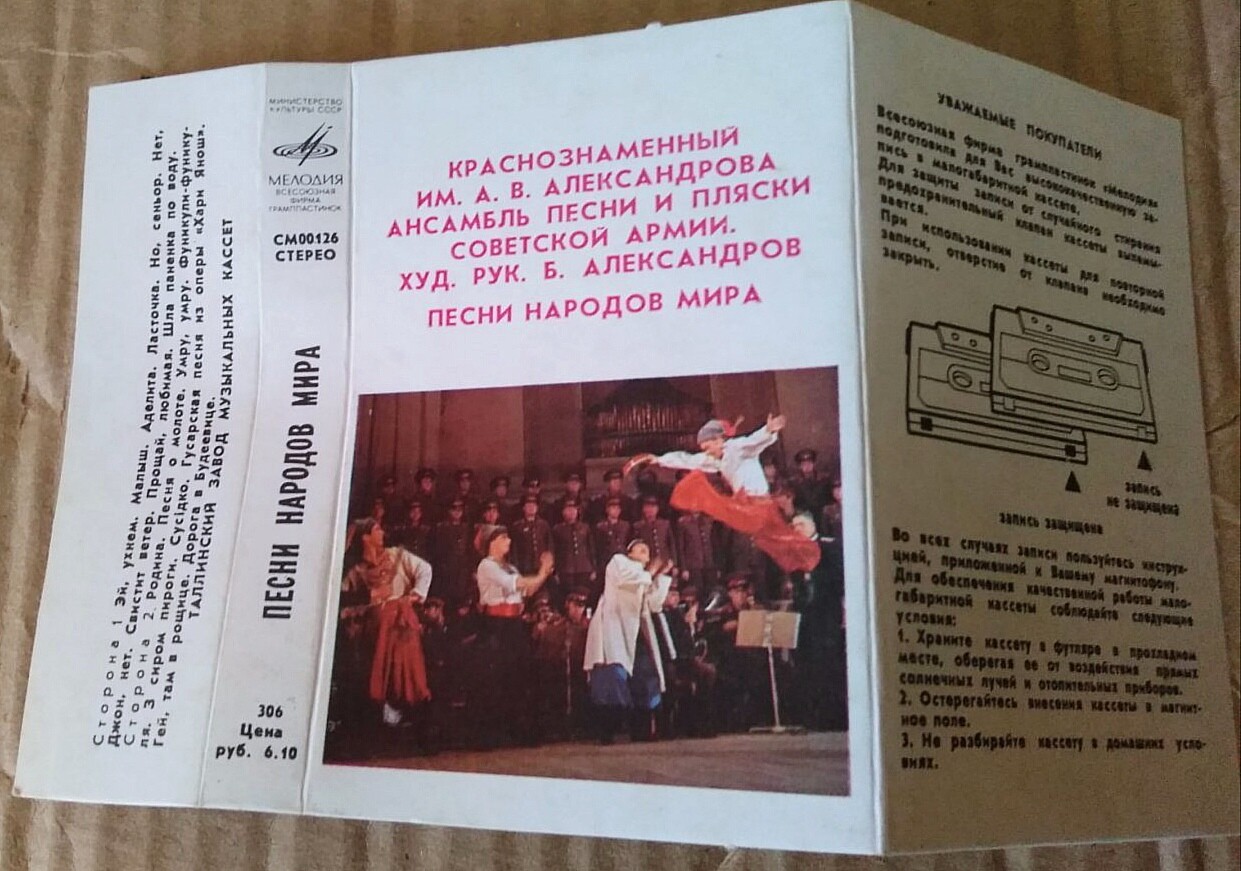 Сторона 1 Эй, ухнем. Малыш. Аделита. Ласточка. Но, сеньор. Нет,
Джон, нет. Свистит ветер. Прощай, любимая. Шла паненка по воду.
Сторона 2. Родина. Песня о молоте. Умру, умру. Фуникули-фунику-
ля. З сиром пироги. Сусiдко. Гусарская песня из оперы «Хари Янош».
Гей, там в рощице. Дорога в Будеевице.
ТАЛЛИНСКИЙ ЗАВОД МУЗЫКАЛЬНЫХ КАССЕТ
МИНИСТЕРСТВО
КУЛЬТУРЫ СССР
МЕЛОДИЯ
ВСЕСОЮЗНАЯ
ФИРМА
ГРАМПЛАСТИНОК
СМ00126
СТЕРЕО
ПЕСНИ НАРОДОВ МИРА
306
Цена
руб. 6.10
КРАСНОЗНАМЕННЫЙ
ИМ. А. В. АЛЕКСАНДРОВА
АНСАМБЛЬ ПЕСНИ И ПЛЯСКИ
СОВЕТСКОЙ АРМИИ.
ХУД. РУК. Б. АЛЕКСАНДРОВ
ПЕСНИ НАРОДОВ МИРА
УВАЖАЕМЫЕ ПОКУПАТЕЛИ
Всесоюзная фирма грампластинок «Мелодия»
подготовила для Вас высококачественную за-
пись в малогабаритной кассете.
Для защиты записи от случайного стирания
предохранительный клапан кассеты выламы-
вается.
При использовании кассеты для повторной
записи, отверстие от клапана необходимо
закрыть.
запись
не защищена
запись защищена
Во всех случаях записи пользуйтесь инструк-
цией, приложенной к Вашему магнитофону.
Для обеспечения качественной работы мало-
габаритной кассеты соблюдайте следующие
условия:
1. Храните кассету в футляре в прохладном
месте, оберегая ее от воздействия прямых
солнечных лучей и отопительных приборов.
2. Остерегайтесь внесения кассеты в магнит-
ное поле.
3. Не разбирайте кассету в домашних усло-
виях.